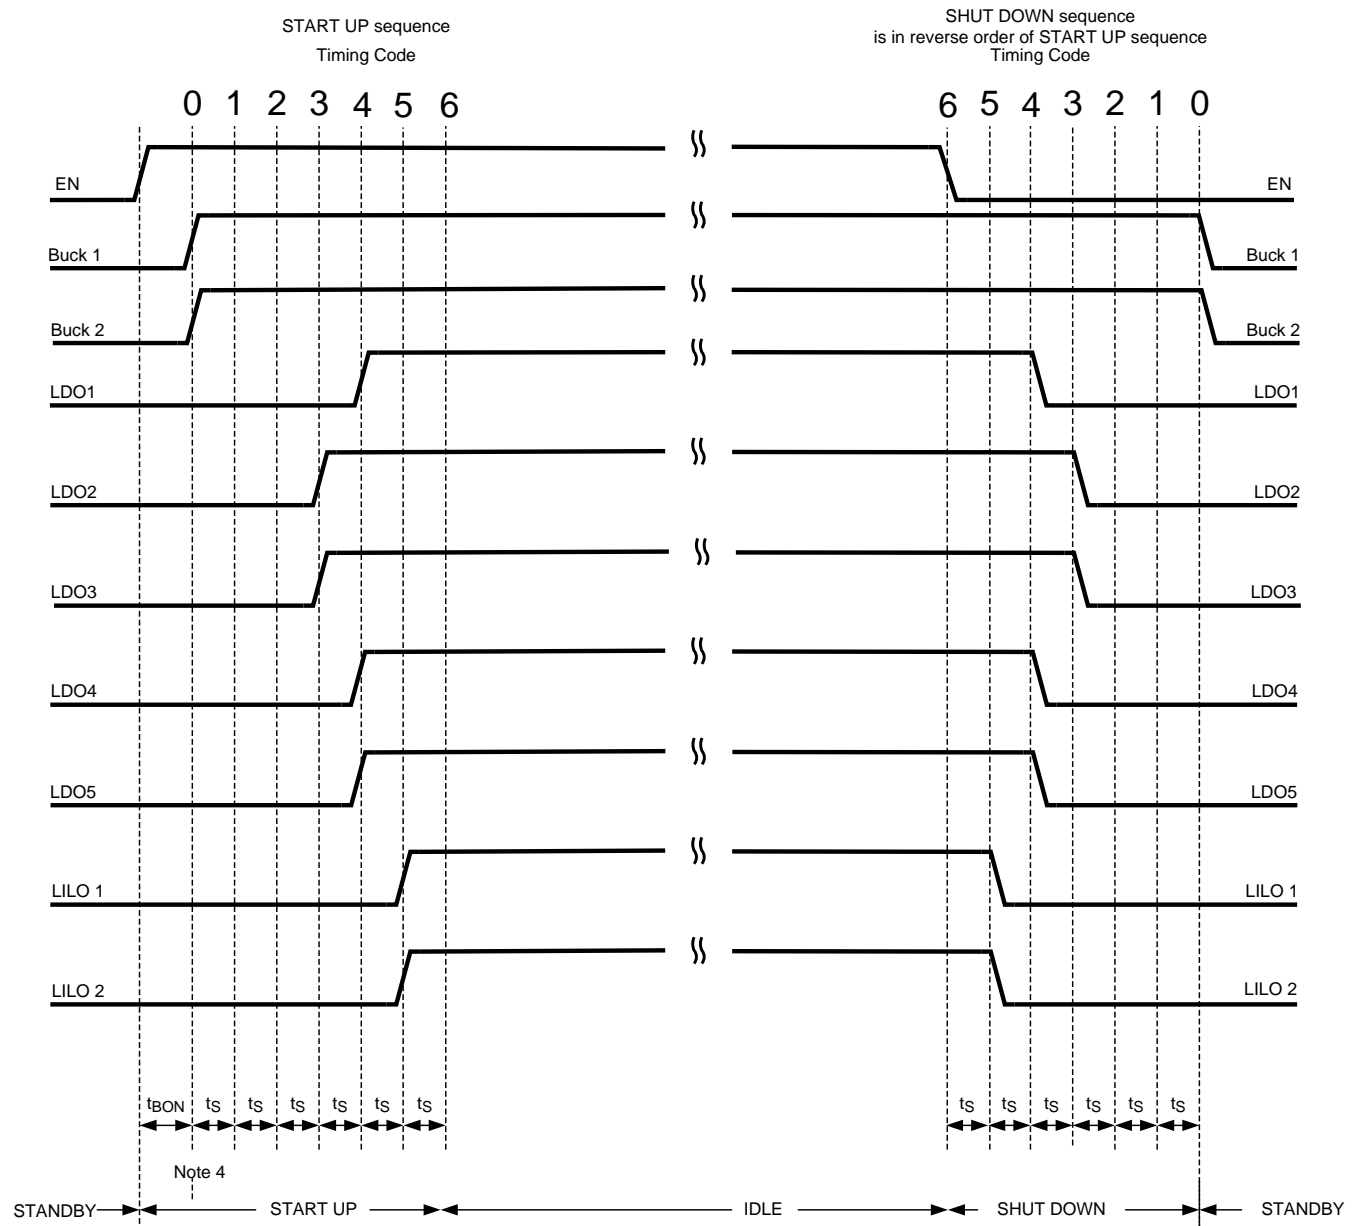 START UP sequence
Timing Code
SHUT DOWN sequence
is in reverse order of START UP sequence
Timing Code
0 1 2 3 4 5 6
6 5 4 3 2 1 0
EN EN
Buck 1 Buck 1
Buck 2 Buck 2
LDO1 LDO1
LDO2 LDO2
LDO3 LDO3
LDO4 LDO4
LDO5 LDO5
LILO 1 LILO 1
LILO 2 LILO 2
tBON tS tS tS tS tS tS
tS tS tS tS tS tS
Note 4
STANDBY START UP IDLE SHUT DOWN STANDBY